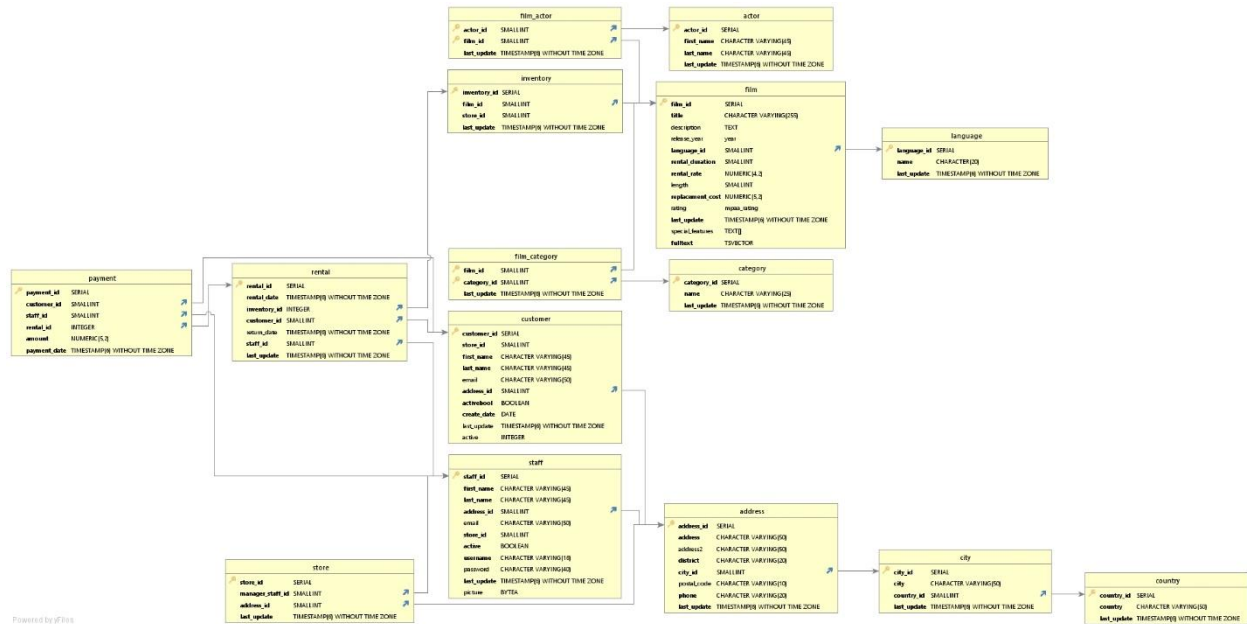 film_actor
actor_id SMALLINT
film_id SMALLINT
last_update TIMESTAMP(6) WITHOUT TIME ZONE
actor
actor_id SERIAL
first_name CHARACTER VARYING(45)
last_name CHARACTER VARYING(45)
last_update TIMESTAMP(6) WITHOUT TIME ZONE
inventory
inventory_id SERIAL
film_id SMALLINT
store_id SMALLINT
last_update TIMESTAMP(6) WITHOUT TIME ZONE
film
film_id SERIAL
title CHARACTER VARYING(255)
description TEXT
release_year year
language_id SMALLINT
rental_duration SMALLINT
rental_rate NUMERIC(4,2)
length SMALLINT
replacement_cost NUMERIC(5,2)
rating mpaa_rating
last_update TIMESTAMP(6) WITHOUT TIME ZONE
special_features TEXT[]
fulltext TSVECTOR
language
language_id SERIAL
name CHARACTER(20)
last_update TIMESTAMP(6) WITHOUT TIME ZONE
film_category
film_id SMALLINT
category_id SMALLINT
last_update TIMESTAMP(6) WITHOUT TIME ZONE
category
category_id SERIAL
name CHARACTER VARYING(25)
last_update TIMESTAMP(6) WITHOUT TIME ZONE
payment
payment_id SERIAL
customer_id SMALLINT
staff_id SMALLINT
rental_id INTEGER
amount NUMERIC(5,2)
payment_date TIMESTAMP(6) WITHOUT TIME ZONE
rental
rental_id SERIAL
rental_date TIMESTAMP(6) WITHOUT TIME ZONE
inventory_id INTEGER
customer_id SMALLINT
return_date TIMESTAMP(6) WITHOUT TIME ZONE
staff_id SMALLINT
last_update TIMESTAMP(6) WITHOUT TIME ZONE
customer
customer_id SERIAL
store_id SMALLINT
first_name CHARACTER VARYING(45)
last_name CHARACTER VARYING(45)
email CHARACTER VARYING(50)
address_id SMALLINT
activebool BOOLEAN
create_date DATE
last_update TIMESTAMP(6) WITHOUT TIME ZONE
active INTEGER
staff
staff_id SERIAL
first_name CHARACTER VARYING(45)
last_name CHARACTER VARYING(45)
address_id SMALLINT
email CHARACTER VARYING(50)
store_id SMALLINT
active BOOLEAN
username CHARACTER VARYING(16)
password CHARACTER VARYING(40)
last_update TIMESTAMP(6) WITHOUT TIME ZONE
picture BYTEA
store
store_id SERIAL
manager_staff_id SMALLINT
address_id SMALLINT
last_update TIMESTAMP(6) WITHOUT TIME ZONE
address
address_id SERIAL
address CHARACTER VARYING(50)
address2 CHARACTER VARYING(50)
district CHARACTER VARYING(20)
city_id SMALLINT
postal_code CHARACTER VARYING(10)
phone CHARACTER VARYING(20)
last_update TIMESTAMP(6) WITHOUT TIME ZONE
city
city_id SERIAL
city CHARACTER VARYING(50)
country_id SMALLINT
last_update TIMESTAMP(6) WITHOUT TIME ZONE
country
country_id SERIAL
country CHARACTER VARYING(50)
last_update TIMESTAMP(6) WITHOUT TIME ZONE
Powered by yFiles